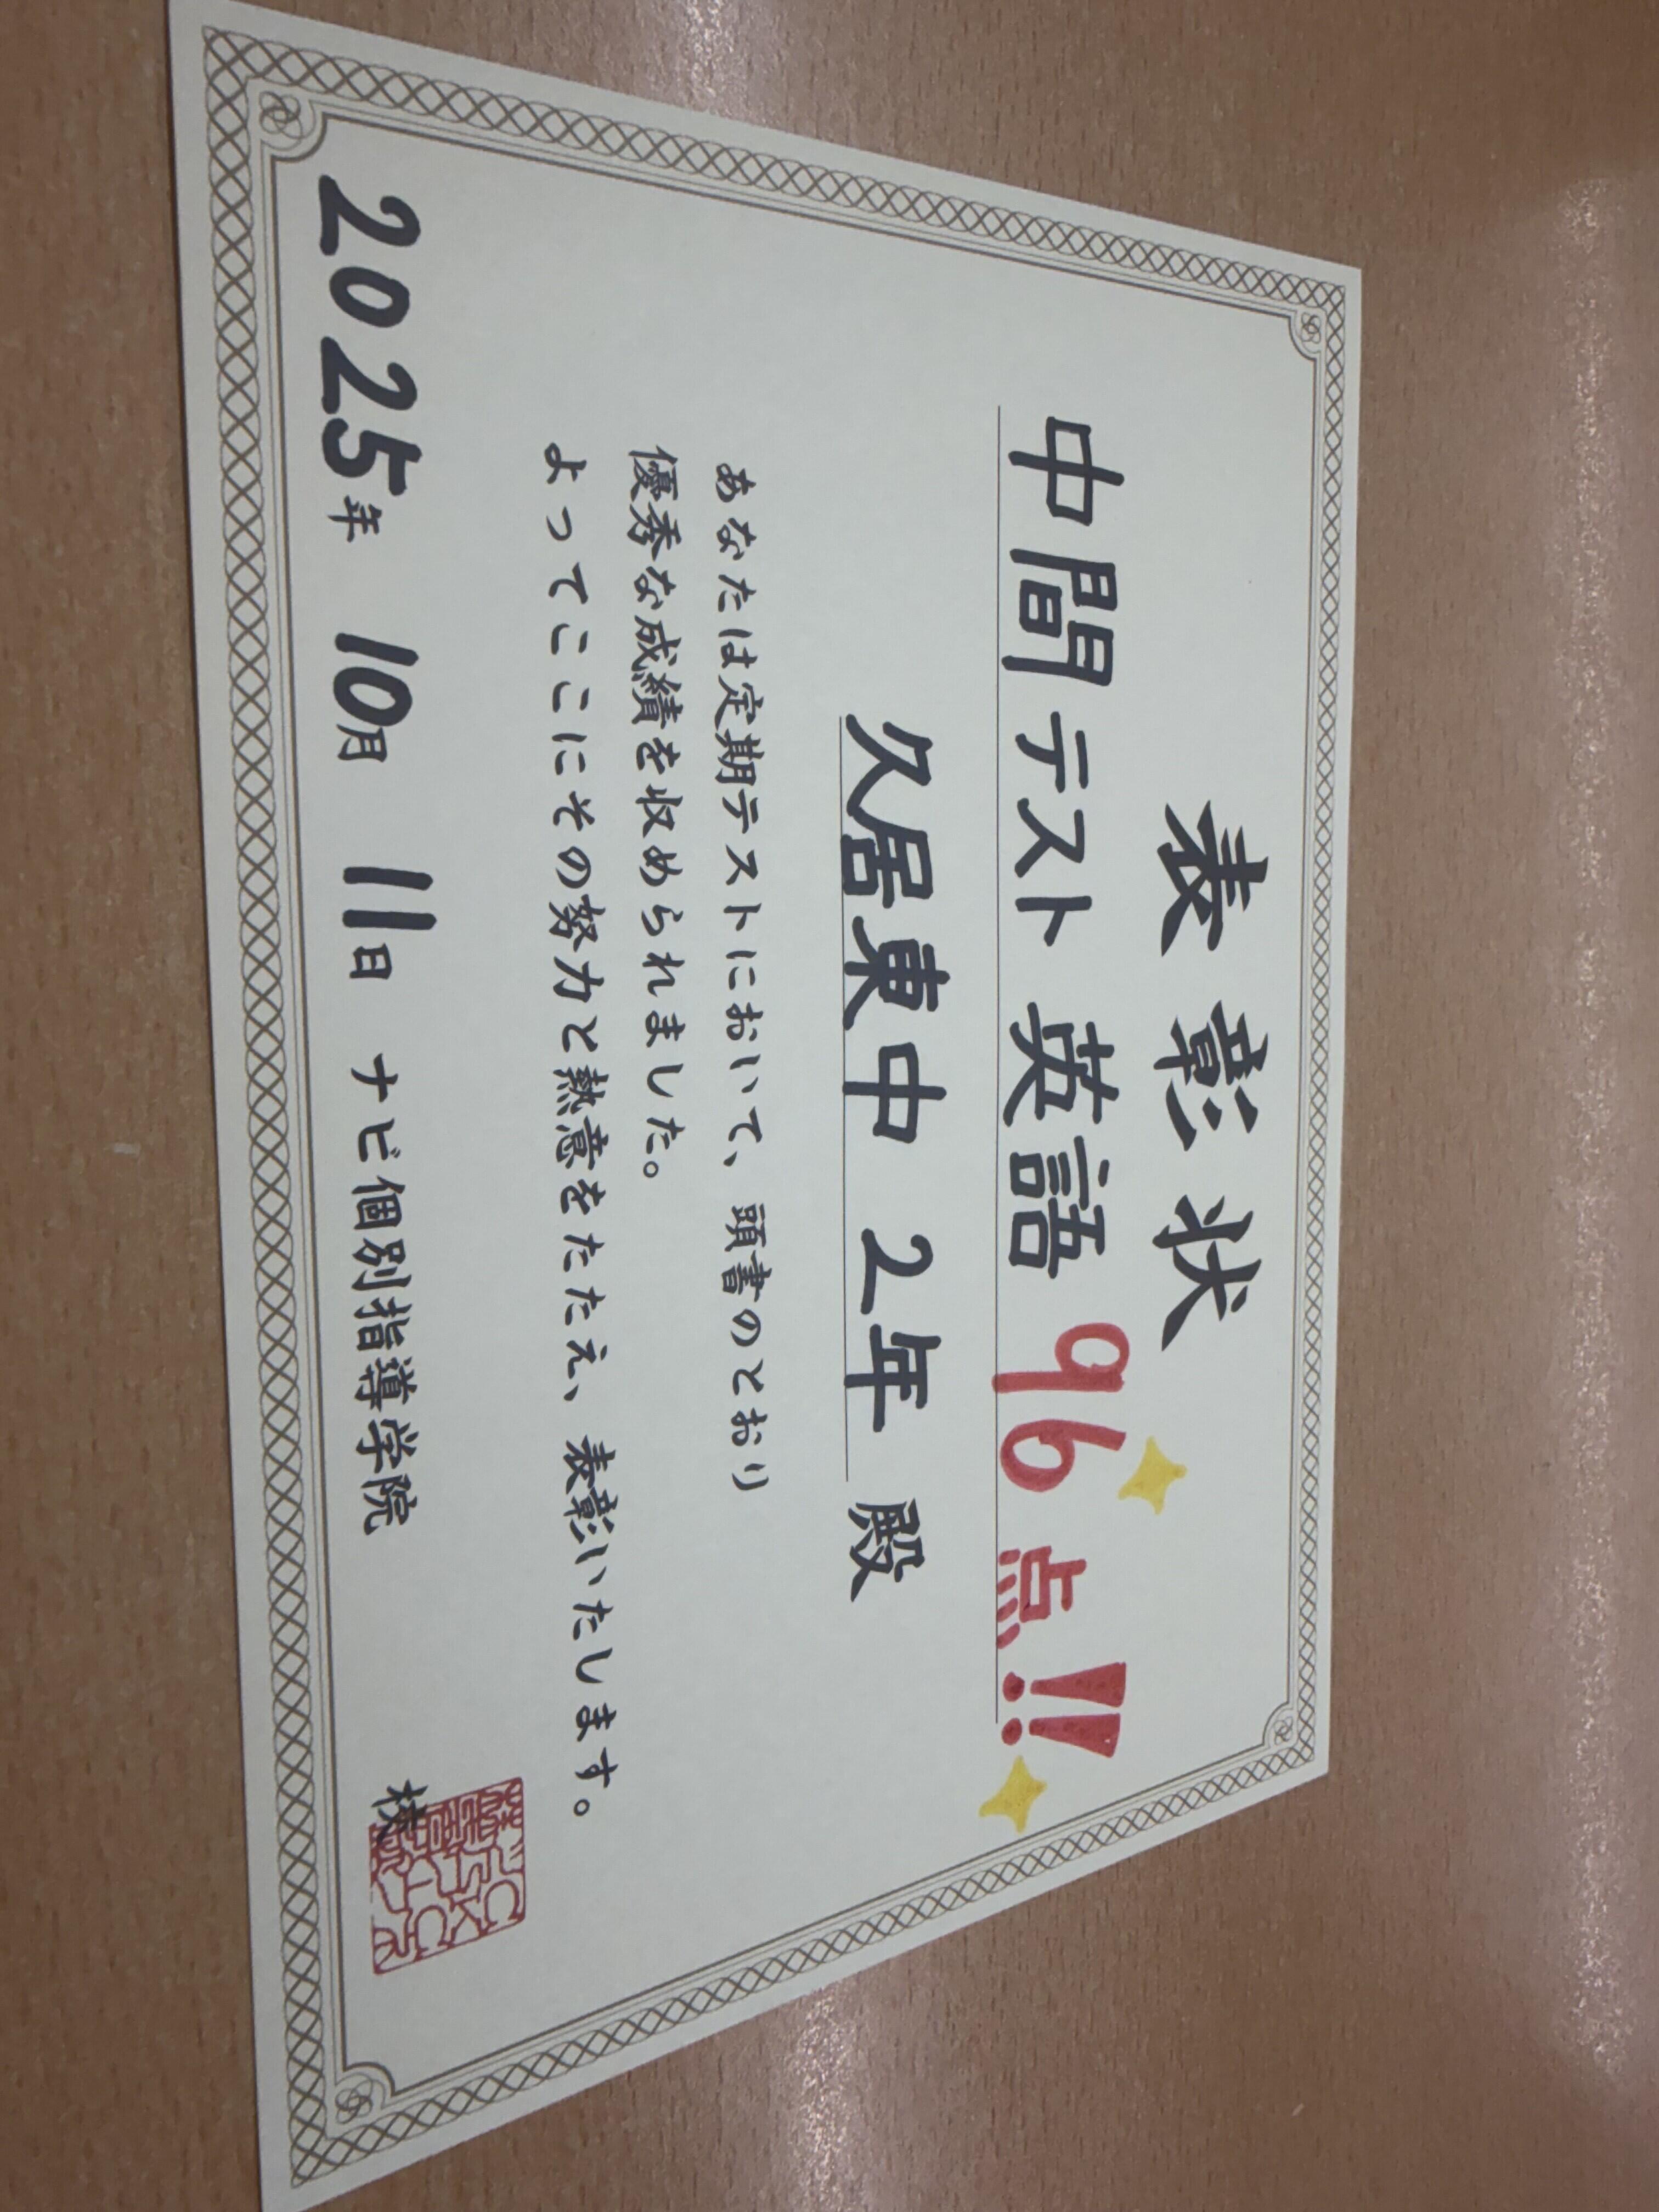 表彰状
中間テスト 英語 96点!!
久居東中 2年 殿
あなたは定期テストにおいて、頭書のとおり
優秀な成績を収められました。
よってここにその努力と熱意をたたえ、表彰いたします。
2025年 10月 11日 ナビ個別指導学院